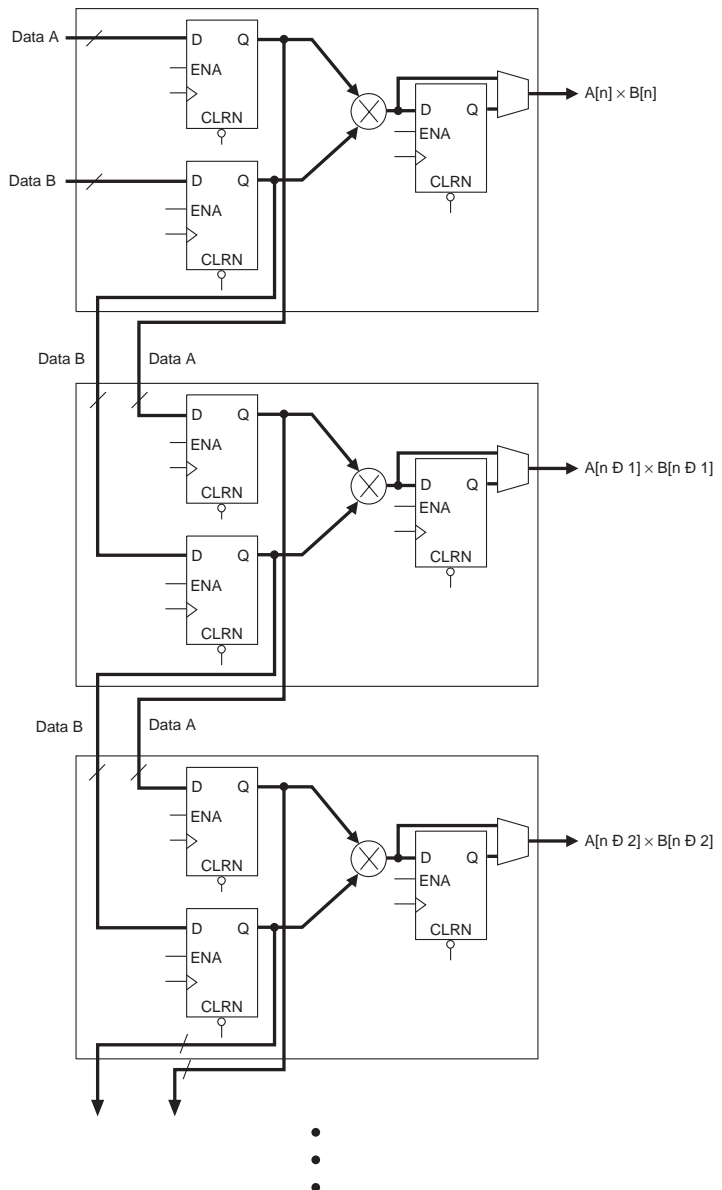 Data A
D Q
ENA
CLRN
D Q
ENA
CLRN
A[n] × B[n]
Data B
D Q
ENA
CLRN
Data B
Data A
D Q
ENA
CLRN
D Q
ENA
CLRN
A[n Ð 1] × B[n Ð 1]
D Q
ENA
CLRN
Data B
Data A
D Q
ENA
CLRN
D Q
ENA
CLRN
A[n Ð 2] × B[n Ð 2]
D Q
ENA
CLRN